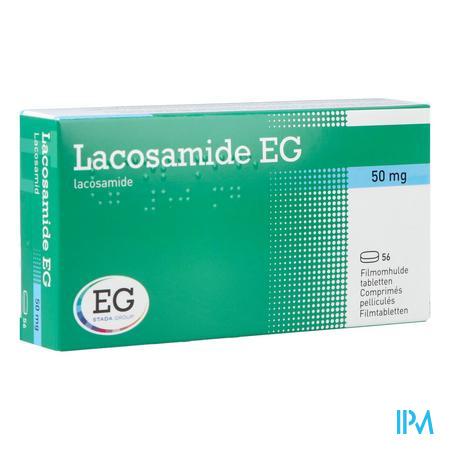 Lacosamide EG
lacosamide
50 mg
56
Filmomhulde
tabletten
Comprimés
pelliculés
Filmtabletten
EG
STADA GROUP
Lacosamide EG
Lacosamid
50 mg
56
IPM